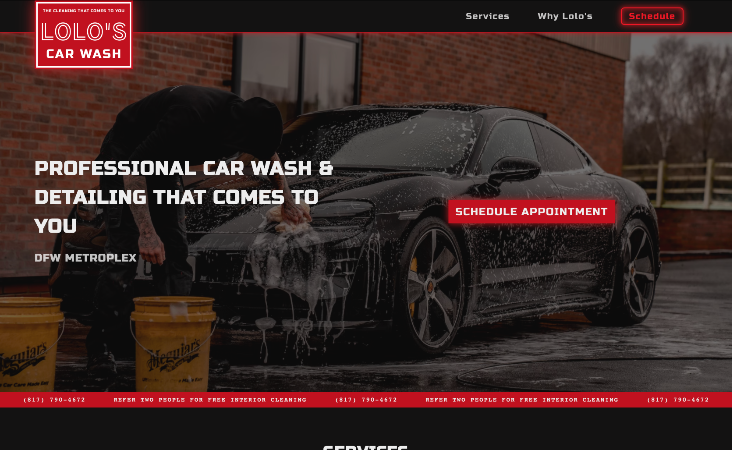 THE CLEANING THAT COMES TO YOU
LOLO'S
CAR WASH
Services
Why Lolo's
Schedule
PROFESSIONAL CAR WASH &
DETAILING THAT COMES TO
YOU
DFW METROPLEX
SCHEDULE APPOINTMENT
Meguiar's
Meguiar's
(817) 790-4672 REFER TWO PEOPLE FOR FREE INTERIOR CLEANING (817) 790-4672 REFER TWO PEOPLE FOR FREE INTERIOR CLEANING (817) 790-4672
SERVICES